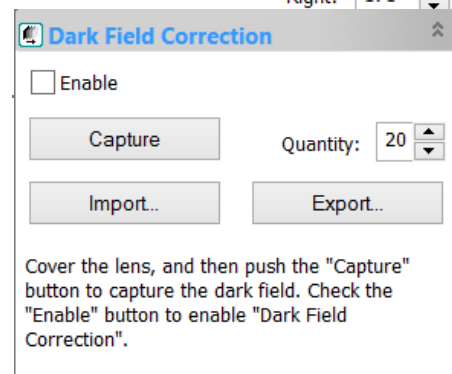 Dark Field Correction
Enable
Capture
Quantity: 20
Import...
Export...
Cover the lens, and then push the "Capture"
button to capture the dark field. Check the
"Enable" button to enable "Dark Field
Correction".